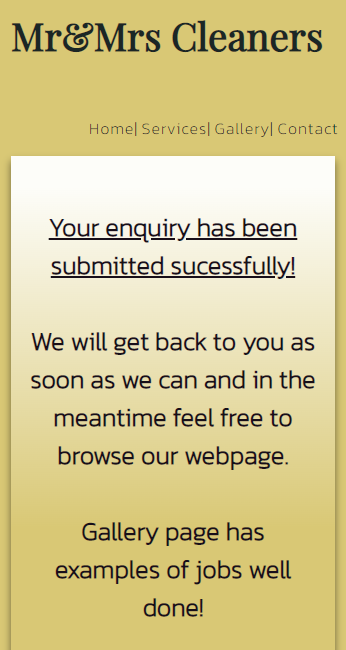 Mr&Mrs Cleaners
Home| Services| Gallery| Contact
Your enquiry has been
submitted sucessfully!
We will get back to you as
soon as we can and in the
meantime feel free to
browse our webpage.
Gallery page has
examples of jobs well
done!